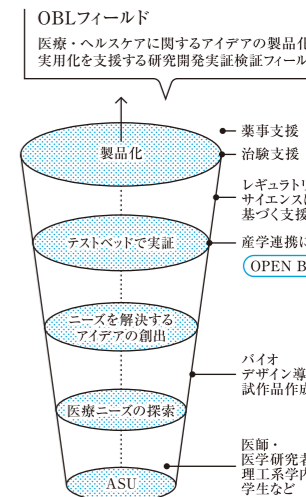 OBLフィールド
医療・ヘルスケアに関するアイデアの製品化
実用化を支援する研究開発実証検証フィール
製品化
テストベッドで実証
ニーズを解決する
アイデアの創出
医療ニーズの探索
ASU
薬事支援
治験支援
レギュラトリ
サイエンスに
基づく支援
産学連携に
OPEN B
バイオ
デザイン導
試作品作成
医師・
医学研究者
理工系学内
学生など